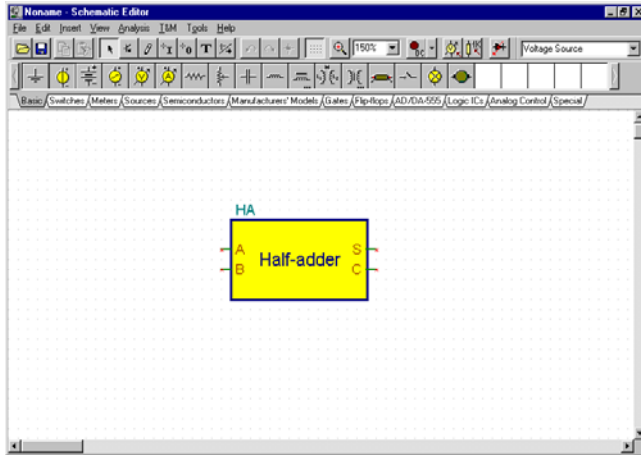 Noname - Schematic Editor
File Edit Insert View Analysis T&M Tools Help
T 150% Voltage Source
Basic Switches Meters Sources Semiconductors Manufacturers' Models Gates Flip-flops AD/DA-555 Logic ICs Analog Control Special
HA
A S
Half-adder
B C